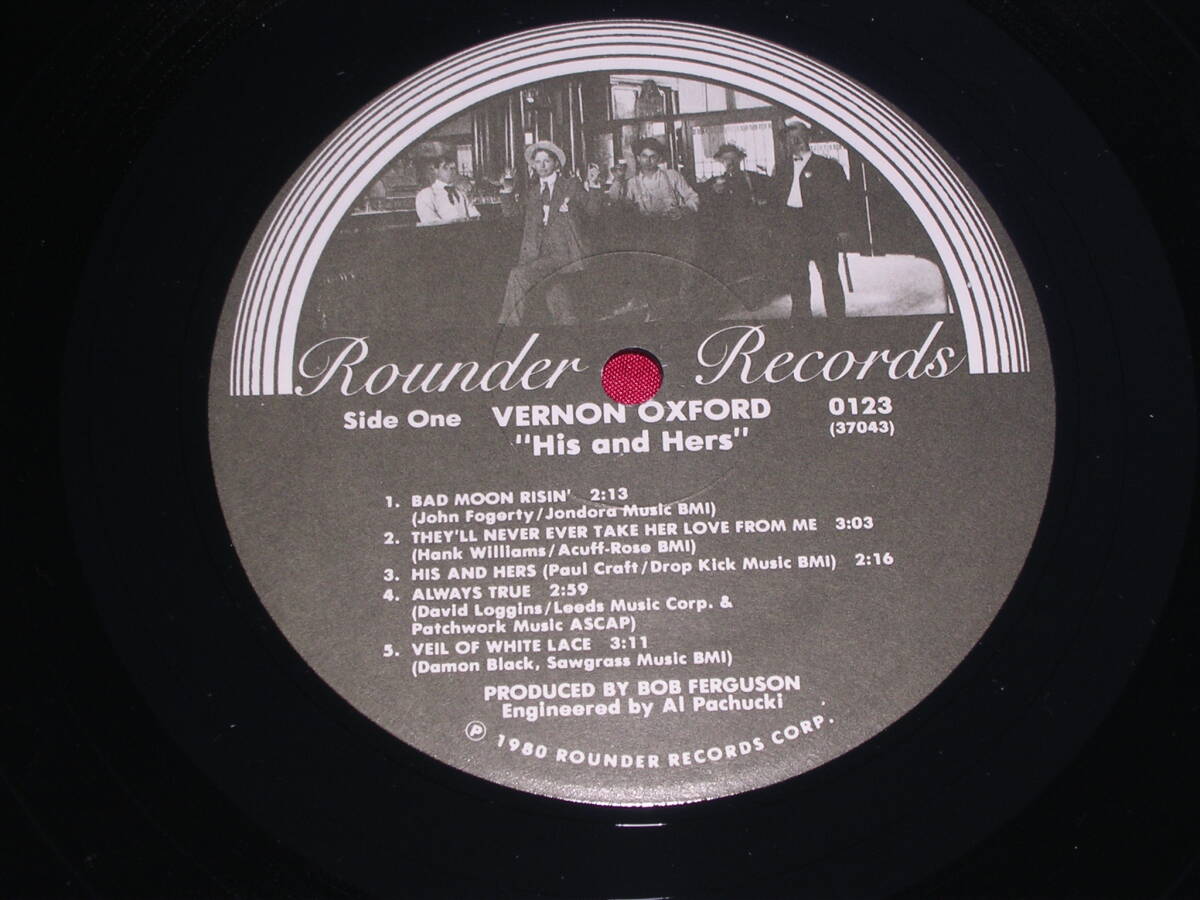 Rounder Records
Side One VERNON OXFORD 0123
"His and Hers" (37043)
1. BAD MOON RISIN' 2:13
(John Fogerty/Jondora Music BMI)
2. THEY'LL NEVER EVER TAKE HER LOVE FROM ME 3:03
(Hank Williams/Acuff-Rose BMI)
3. HIS AND HERS (Paul Craft/Drop Kick Music BMI) 2:16
4. ALWAYS TRUE 2:59
(David Loggins/Leeds Music Corp. &
Patchwork Music ASCAP)
5. VEIL OF WHITE LACE 3:11
(Damon Black, Sawgrass Music BMI)
PRODUCED BY BOB FERGUSON
Engineered by Al Pachucki
℗ 1980 ROUNDER RECORDS CORP.